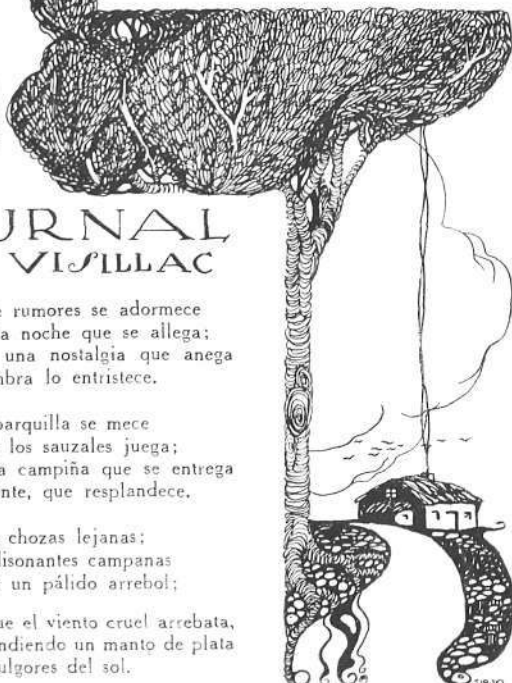 URNAL
VISILLAC
rumores se adormece
a noche que se allega;
una nostalgia que anega
bra lo entristece.
barquilla se mece
los sauzales juega;
a campiña que se entrega
nte, que resplandece.
chozas lejanas;
disonantes campanas
un pálido arrebol;
ue el viento cruel arrebata,
ndiendo un manto de plata
ulgores del sol.